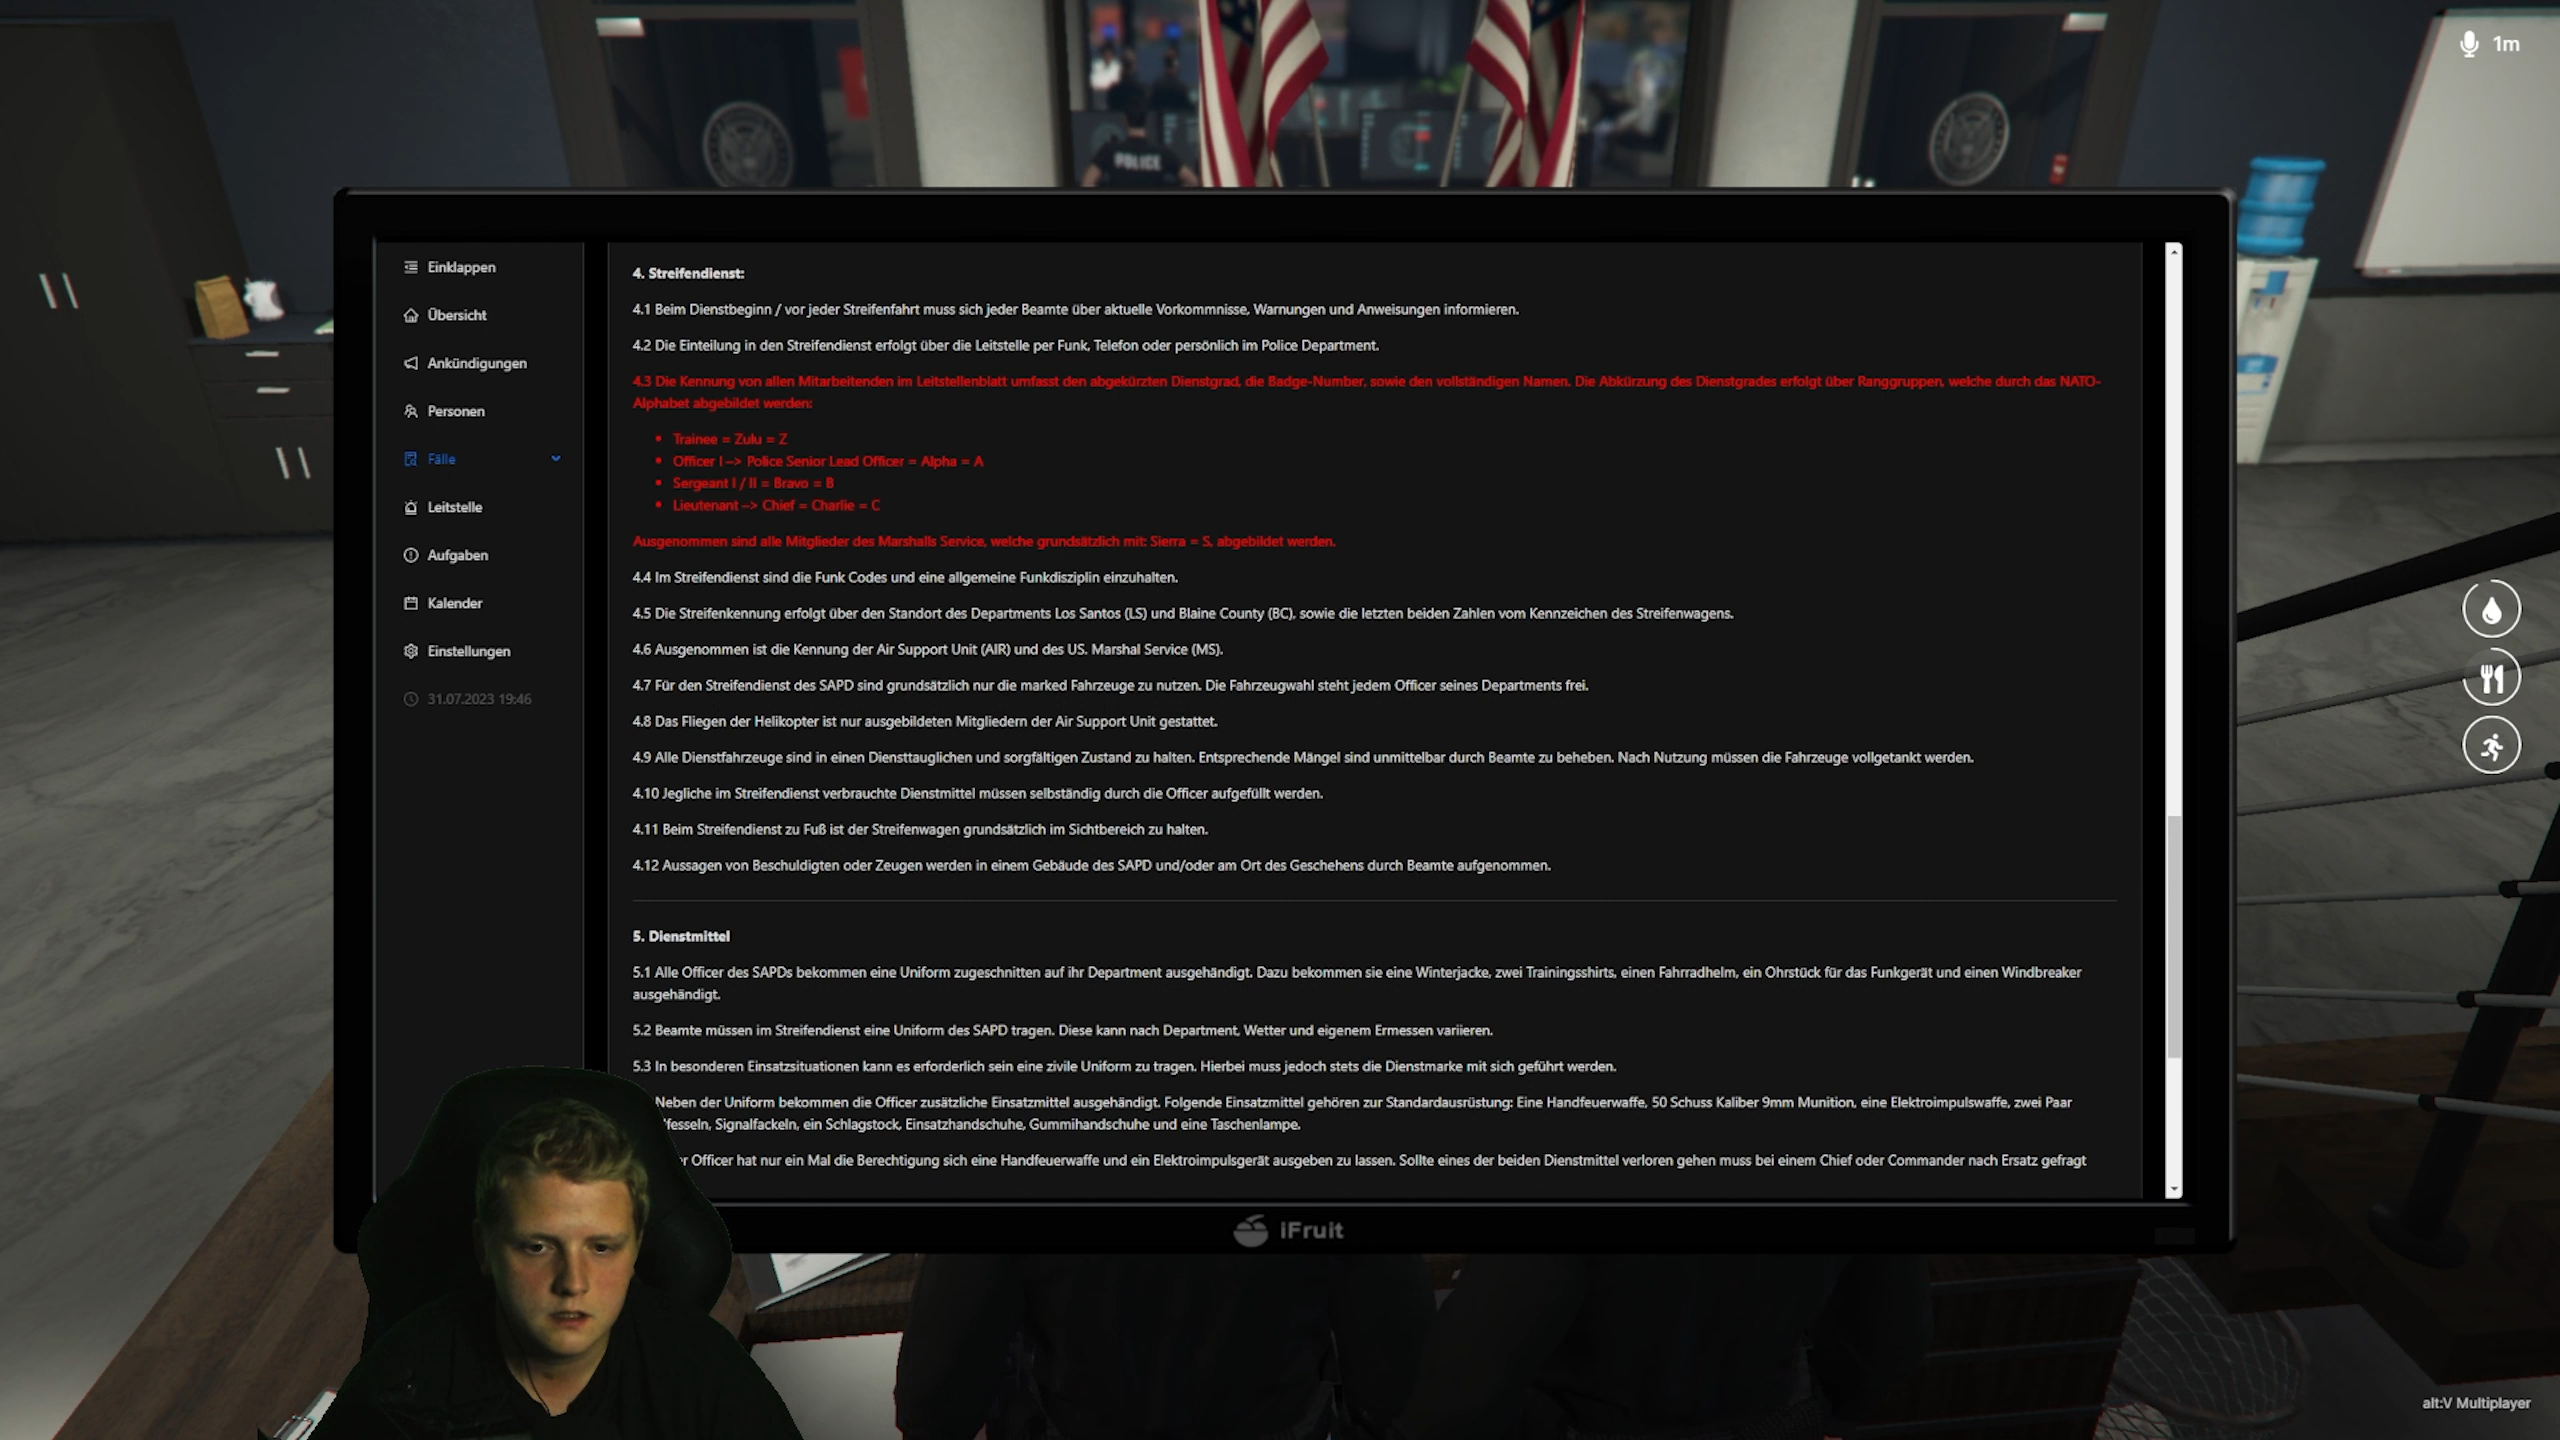 1m
POLICE
Einklappen
Übersicht
Ankündigungen
Personen
Fälle
Leitstelle
Aufgaben
Kalender
Einstellungen
31.07.2023 19:46
4. Streifendienst:
4.1 Beim Dienstbeginn / vor jeder Streifenfahrt muss sich jeder Beamte über aktuelle Vorkommnisse, Warnungen und Anweisungen informieren.
4.2 Die Einteilung in den Streifendienst erfolgt über die Leitstelle per Funk, Telefon oder persönlich im Police Department.
4.3 Die Kennung von allen Mitarbeitenden im Leitstellenblatt umfasst den abgekürzten Dienstgrad, die Badge-Number, sowie den vollständigen Namen. Die Abkürzung des Dienstgrades erfolgt über Ranggruppen, welche durch das NATO-
Alphabet abgebildet werden:
• Trainee = Zulu = Z
• Officer I --> Police Senior Lead Officer = Alpha = A
• Sergeant I / II = Bravo = B
• Lieutenant --> Chief = Charlie = C
Ausgenommen sind alle Mitglieder des Marshalls Service, welche grundsätzlich mit: Sierra = S, abgebildet werden.
4.4 Im Streifendienst sind die Funk Codes und eine allgemeine Funkdisziplin einzuhalten.
4.5 Die Streifenkennung erfolgt über den Standort des Departments Los Santos (LS) und Blaine County (BC), sowie die letzten beiden Zahlen vom Kennzeichen des Streifenwagens.
4.6 Ausgenommen ist die Kennung der Air Support Unit (AIR) und des US. Marshal Service (MS).
4.7 Für den Streifendienst des SAPD sind grundsätzlich nur die marked Fahrzeuge zu nutzen. Die Fahrzeugwahl steht jedem Officer seines Departments frei.
4.8 Das Fliegen der Helikopter ist nur ausgebildeten Mitgliedern der Air Support Unit gestattet.
4.9 Alle Dienstfahrzeuge sind in einen Diensttauglichen und sorgfältigen Zustand zu halten. Entsprechende Mängel sind unmittelbar durch Beamte zu beheben. Nach Nutzung müssen die Fahrzeuge vollgetankt werden.
4.10 Jegliche im Streifendienst verbrauchte Dienstmittel müssen selbständig durch die Officer aufgefüllt werden.
4.11 Beim Streifendienst zu Fuß ist der Streifenwagen grundsätzlich im Sichtbereich zu halten.
4.12 Aussagen von Beschuldigten oder Zeugen werden in einem Gebäude des SAPD und/oder am Ort des Geschehens durch Beamte aufgenommen.
5. Dienstmittel
5.1 Alle Officer des SAPDs bekommen eine Uniform zugeschnitten auf ihr Department ausgehändigt. Dazu bekommen sie eine Winterjacke, zwei Trainingsshirts, einen Fahrradhelm, ein Ohrstück für das Funkgerät und einen Windbreaker
ausgehändigt.
5.2 Beamte müssen im Streifendienst eine Uniform des SAPD tragen. Diese kann nach Department, Wetter und eigenem Ermessen variieren.
5.3 In besonderen Einsatzsituationen kann es erforderlich sein eine zivile Uniform zu tragen. Hierbei muss jedoch stets die Dienstmarke mit sich geführt werden.
Neben der Uniform bekommen die Officer zusätzliche Einsatzmittel ausgehändigt. Folgende Einsatzmittel gehören zur Standardausrüstung: Eine Handfeuerwaffe, 50 Schuss Kaliber 9mm Munition, eine Elektroimpulswaffe, zwei Paar
fesseln, Signalfackeln, ein Schlagstock, Einsatzhandschuhe, Gummihandschuhe und eine Taschenlampe.
Officer hat nur ein Mal die Berechtigung sich eine Handfeuerwaffe und ein Elektroimpulsgerät ausgeben zu lassen. Sollte eines der beiden Dienstmittel verloren gehen muss bei einem Chief oder Commander nach Ersatz gefragt
iFruit
alt:V Multiplayer